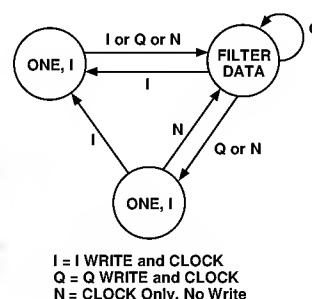 I or Q or N
ONE, I
FILTER
DATA
I
I
N
Q or N
ONE, I
I = I WRITE and CLOCK
Q = Q WRITE and CLOCK
N = CLOCK Only, No Write